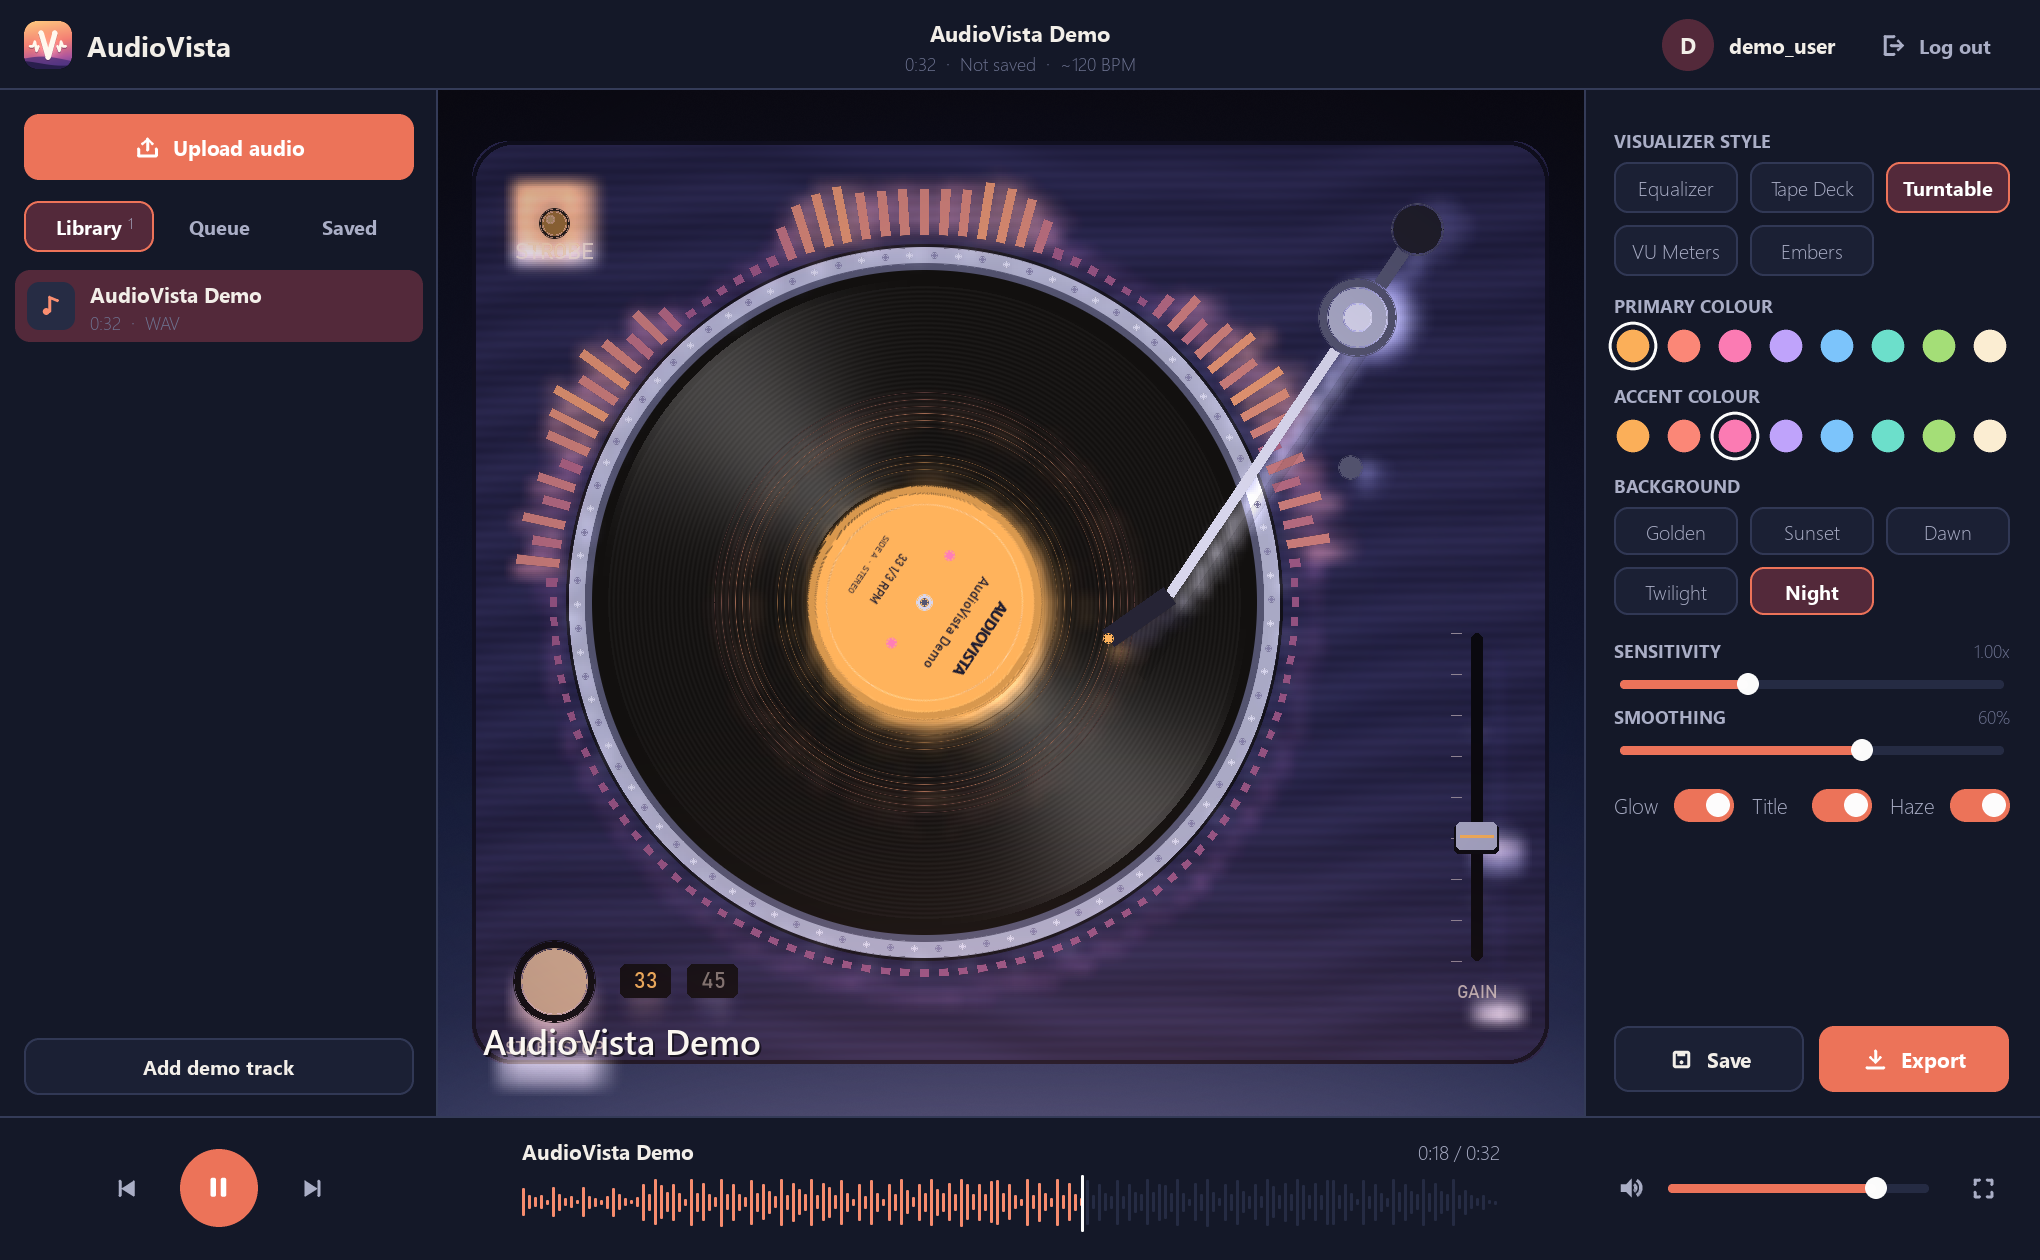 AudioVista
AudioVista Demo
0:32 · Not saved · ~120 BPM
D demo_user
Log out
Upload audio
Library 1
Queue
Saved
AudioVista Demo
0:32 · WAV
Add demo track
SIDE A - STEREO
33 1/3 RPM
AudioVista Demo
AUDIOVISTA
33
45
GAIN
AudioVista Demo
VISUALIZER STYLE
Equalizer
Tape Deck
Turntable
VU Meters
Embers
PRIMARY COLOUR
ACCENT COLOUR
BACKGROUND
Golden
Sunset
Dawn
Twilight
Night
SENSITIVITY 1.00x
SMOOTHING 60%
Glow
Title
Haze
Save
Export
AudioVista Demo
0:18 / 0:32